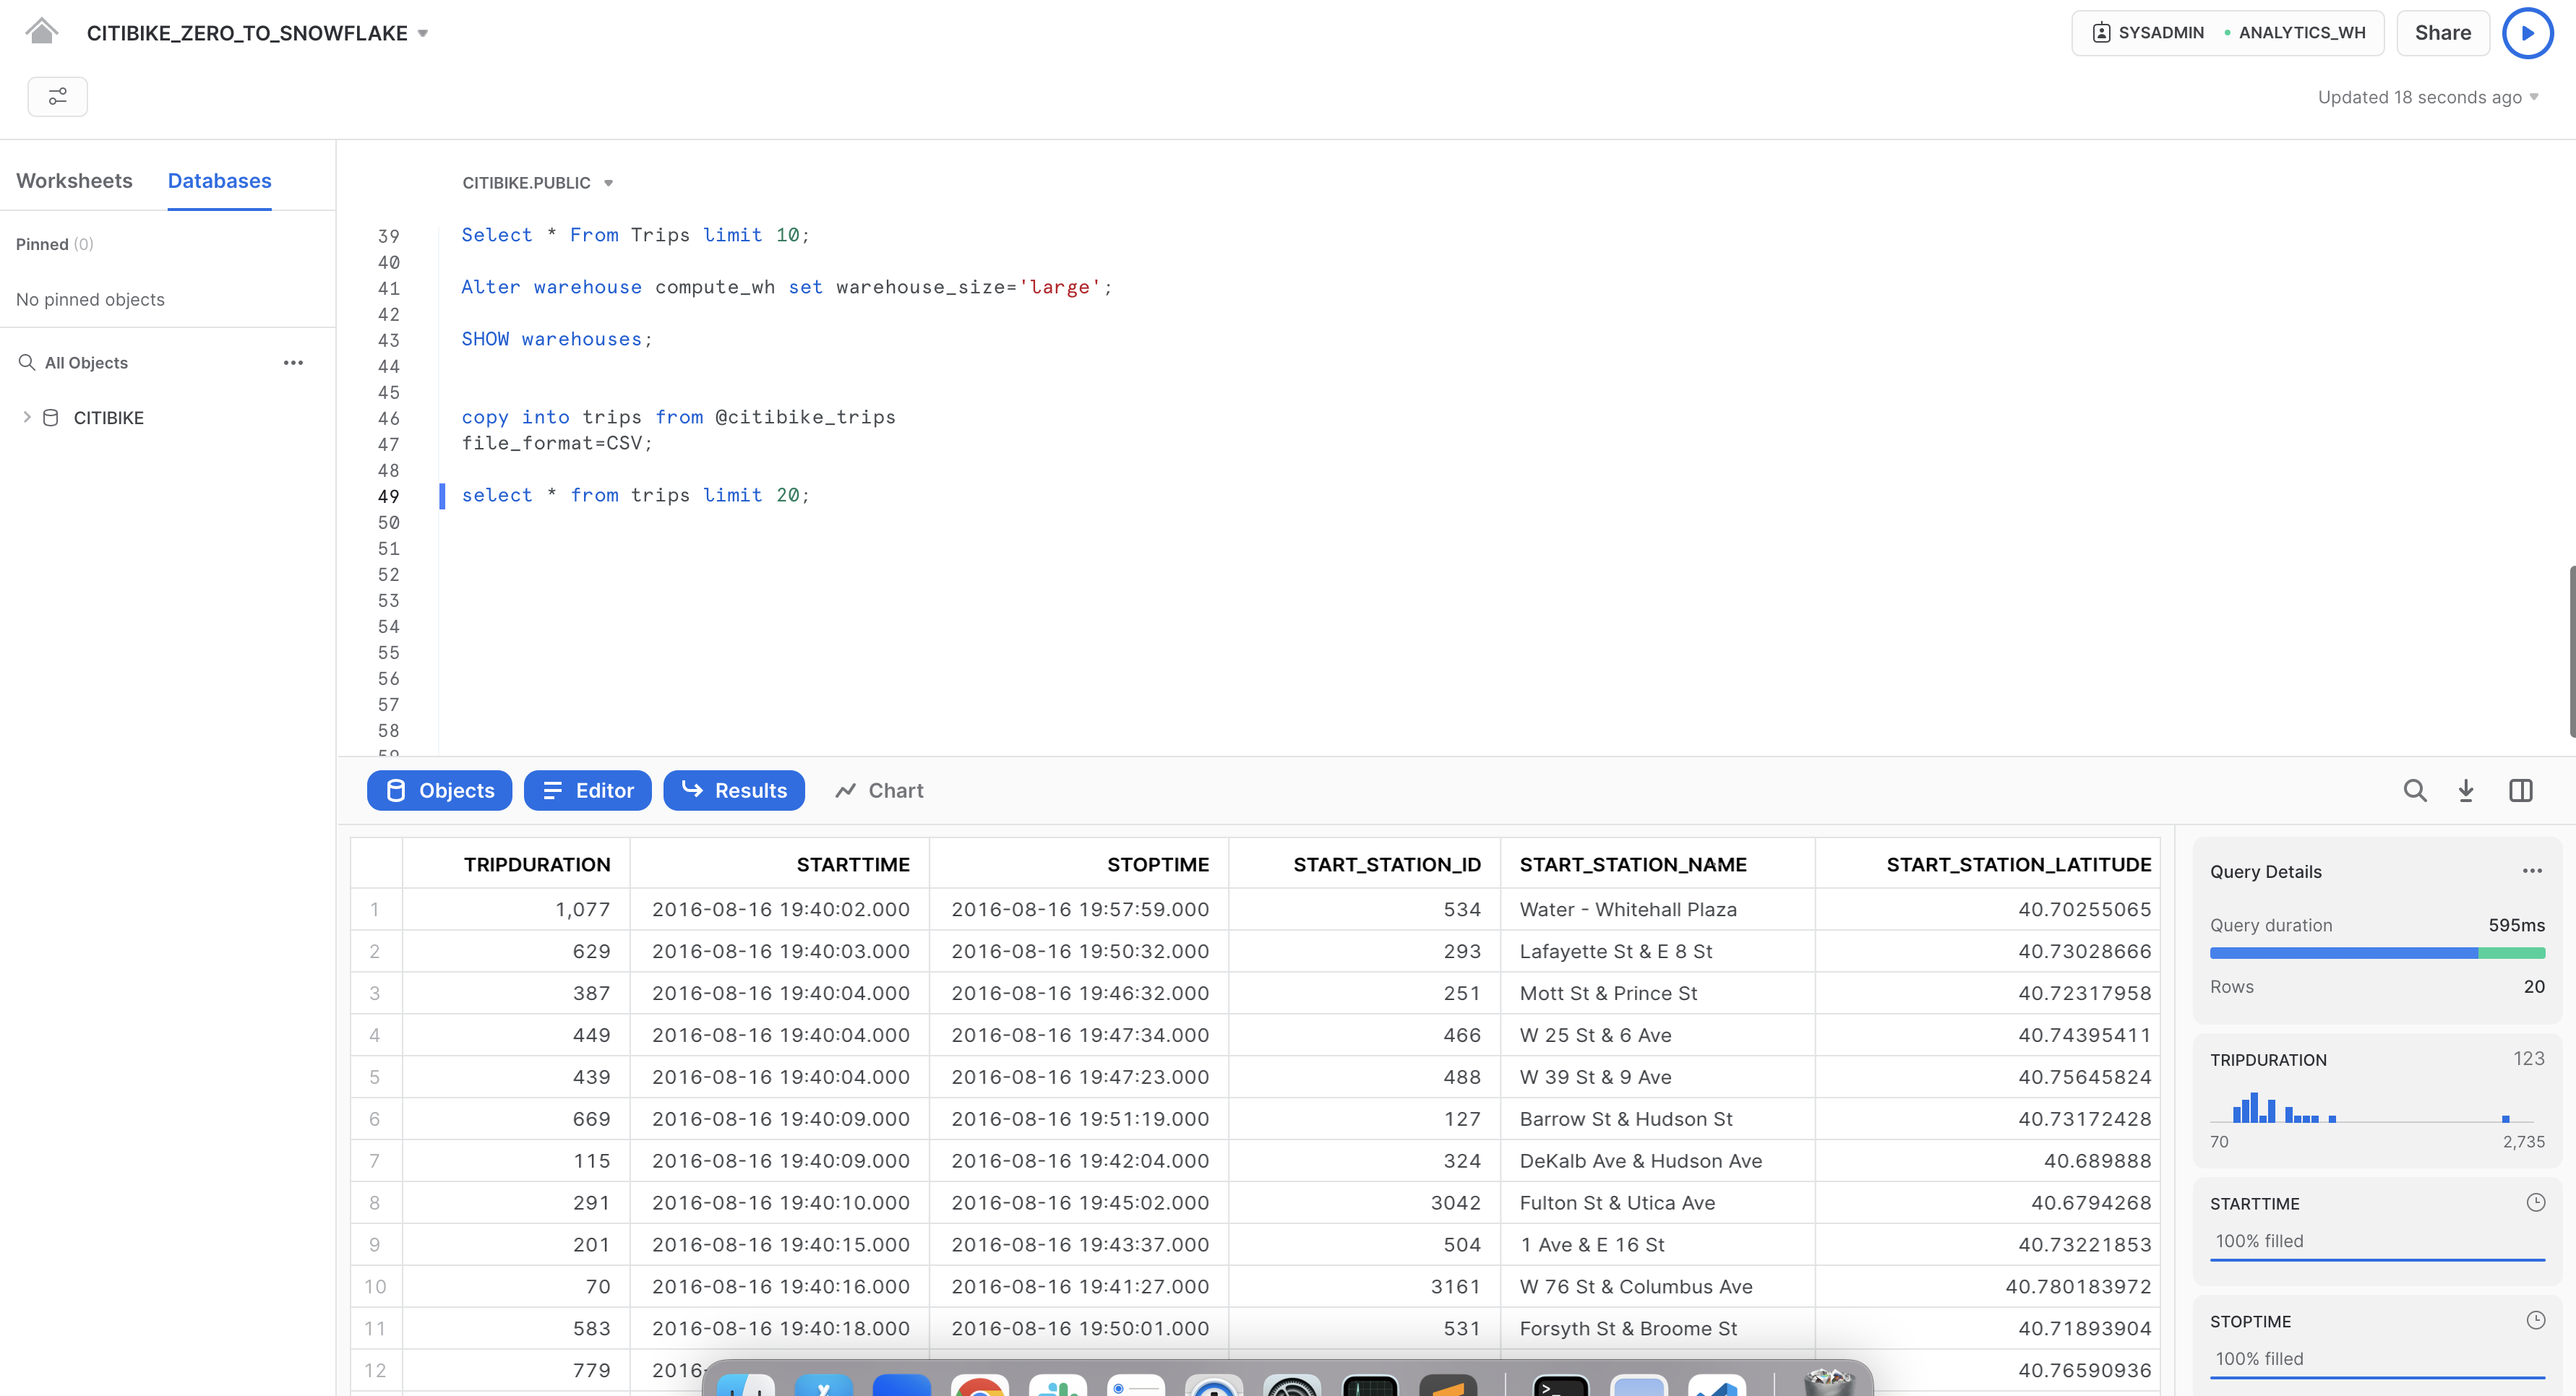 CITIBIKE_ZERO_TO_SNOWFLAKE
SYSADMIN • ANALYTICS_WH
Share
Updated 18 seconds ago
Worksheets Databases
Pinned (0)
No pinned objects
All Objects
CITIBIKE
CITIBIKE.PUBLIC
39 Select * From Trips limit 10;
40
41 Alter warehouse compute_wh set warehouse_size='large';
42
43 SHOW warehouses;
44
45
46 copy into trips from @citibike_trips
47 file_format=CSV;
48
49 select * from trips limit 20;
50
51
52
53
54
55
56
57
58
59
Objects Editor Results Chart
TRIPDURATION STARTTIME STOPTIME START_STATION_ID START_STATION_NAME START_STATION_LATITUDE
1 1,077 2016-08-16 19:40:02.000 2016-08-16 19:57:59.000 534 Water - Whitehall Plaza 40.70255065
2 629 2016-08-16 19:40:03.000 2016-08-16 19:50:32.000 293 Lafayette St & E 8 St 40.73028666
3 387 2016-08-16 19:40:04.000 2016-08-16 19:46:32.000 251 Mott St & Prince St 40.72317958
4 449 2016-08-16 19:40:04.000 2016-08-16 19:47:34.000 466 W 25 St & 6 Ave 40.74395411
5 439 2016-08-16 19:40:04.000 2016-08-16 19:47:23.000 488 W 39 St & 9 Ave 40.75645824
6 669 2016-08-16 19:40:09.000 2016-08-16 19:51:19.000 127 Barrow St & Hudson St 40.73172428
7 115 2016-08-16 19:40:09.000 2016-08-16 19:42:04.000 324 DeKalb Ave & Hudson Ave 40.689888
8 291 2016-08-16 19:40:10.000 2016-08-16 19:45:02.000 3042 Fulton St & Utica Ave 40.6794268
9 201 2016-08-16 19:40:15.000 2016-08-16 19:43:37.000 504 1 Ave & E 16 St 40.73221853
10 70 2016-08-16 19:40:16.000 2016-08-16 19:41:27.000 3161 W 76 St & Columbus Ave 40.780183972
11 583 2016-08-16 19:40:18.000 2016-08-16 19:50:01.000 531 Forsyth St & Broome St 40.71893904
12 779 2016- 40.76590936
Query Details
Query duration 595ms
Rows 20
TRIPDURATION 123
70 2,735
STARTTIME
100% filled
STOPTIME
100% filled